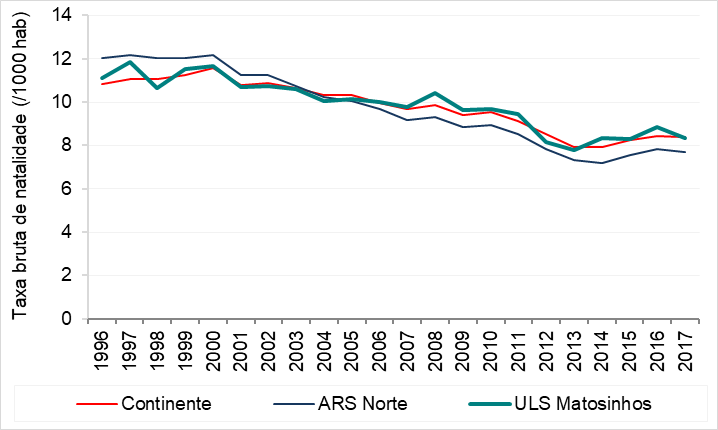 Taxa bruta de natalidade (/1000 hab)
14
12
10
8
6
4
2
0
1996 1997 1998 1999 2000 2001 2002 2003 2004 2005 2006 2007 2008 2009 2010 2011 2012 2013 2014 2015 2016 2017
Continente ARS Norte ULS Matosinhos